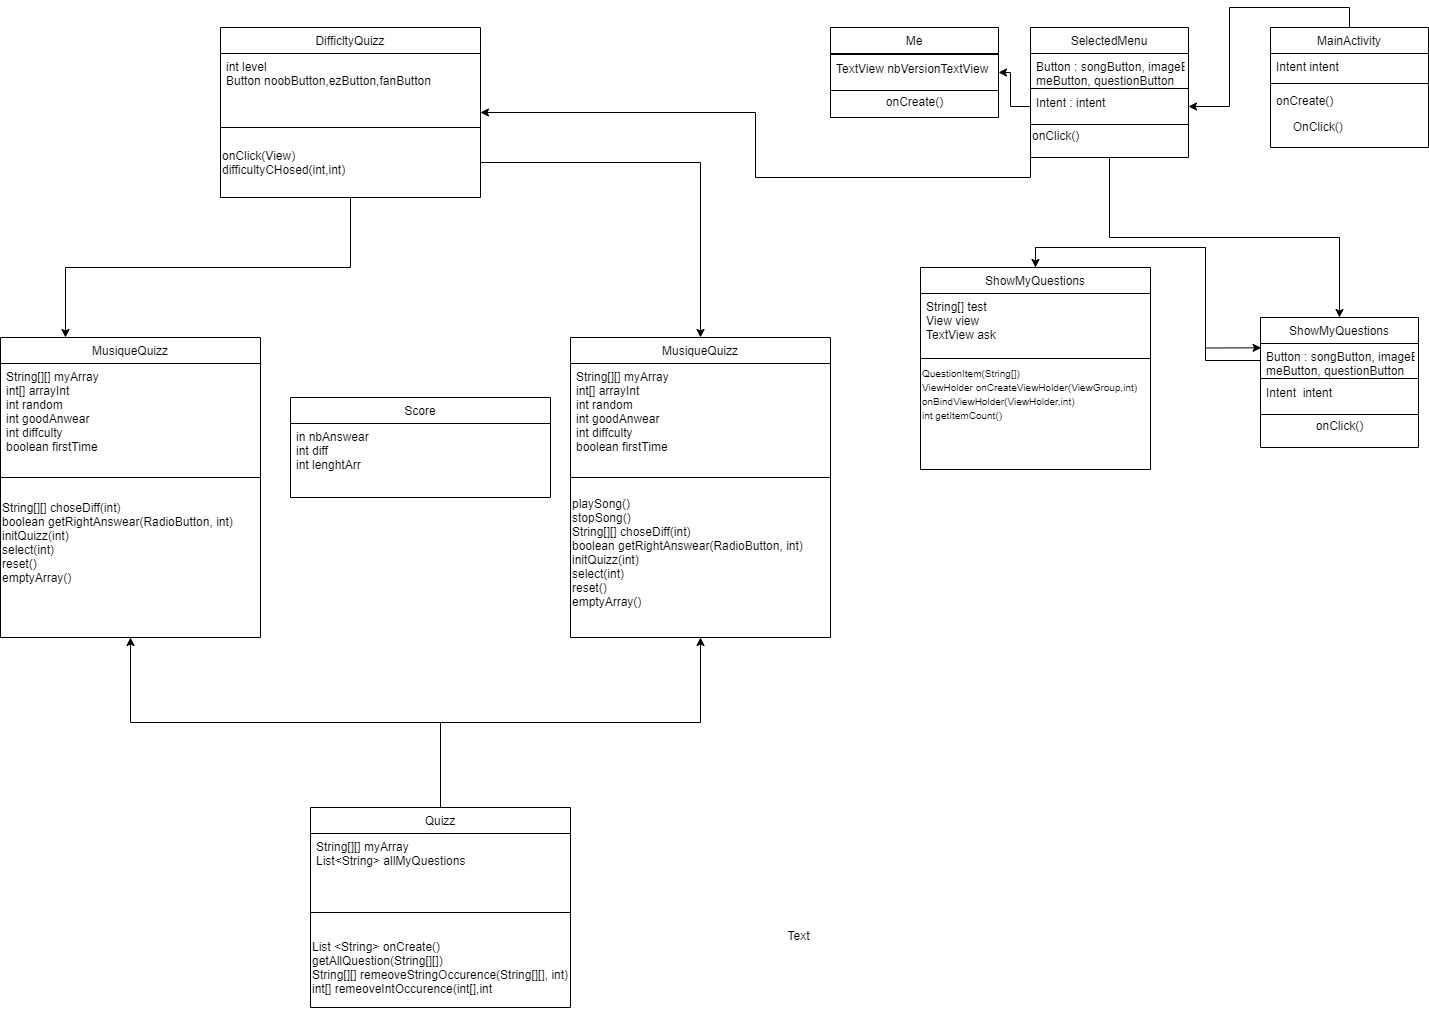 DificltyQuizz
int level
Button noobButton,ezButton,fanButton
onClick(View)
difficultyCHosed(int,int)
Me
TextView nbVersionTextView
onCreate()
SelectedMenu
Button : songButton, imageE
meButton, questionButton
Intent : intent
onClick()
MainActivity
Intent intent
onCreate()
OnClick()
ShowMyQuestions
String[] test
View view
TextView ask
QuestionItem(String[])
ViewHolder onCreateViewHolder(ViewGroup,int)
onBindViewHolder(ViewHolder,int)
int getItemCount()
ShowMyQuestions
Button : songButton, imageE
meButton, questionButton
Intent intent
onClick()
MusiqueQuizz
String[][] myArray
int[] arrayInt
int random
int goodAnwear
int diffculty
boolean firstTime
String[][] choseDiff(int)
boolean getRightAnswear(RadioButton, int)
initQuizz(int)
select(int)
reset()
emptyArray()
Score
in nbAnswear
int diff
int lenghtArr
MusiqueQuizz
String[][] myArray
int[] arrayInt
int random
int goodAnwear
int diffculty
boolean firstTime
playSong()
stopSong()
String[][] choseDiff(int)
boolean getRightAnswear(RadioButton, int)
initQuizz(int)
select(int)
reset()
emptyArray()
Quizz
String[][] myArray
List<String> allMyQuestions
List <String> onCreate()
getAllQuestion(String[][])
String[][] remeoveStringOccurence(String[][], int)
int[] remeoveIntOccurence(int[],int
Text